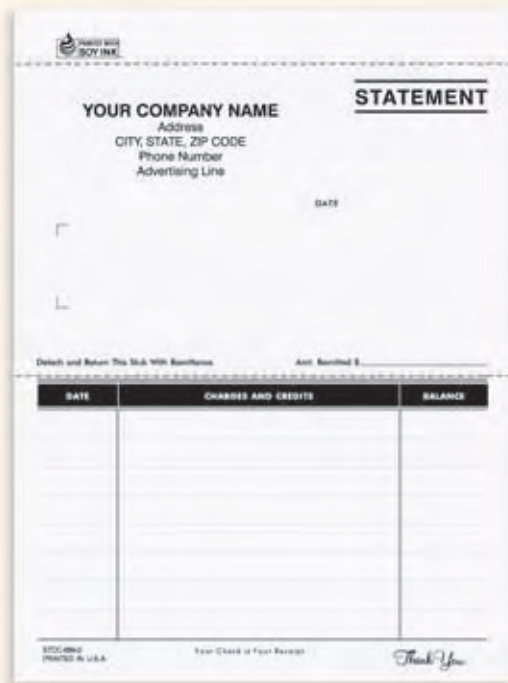 PRINTED WITH
SOY INK
STATEMENT
YOUR COMPANY NAME
Address
CITY, STATE, ZIP CODE
Phone Number
Advertising Line
DATE
Detach and Return This Stub With Remittance
Amt. Remitted $
DATE CHARGES AND CREDITS BALANCE
PRINTED IN U.S.A.
Your Check is Your Receipt
Thank You